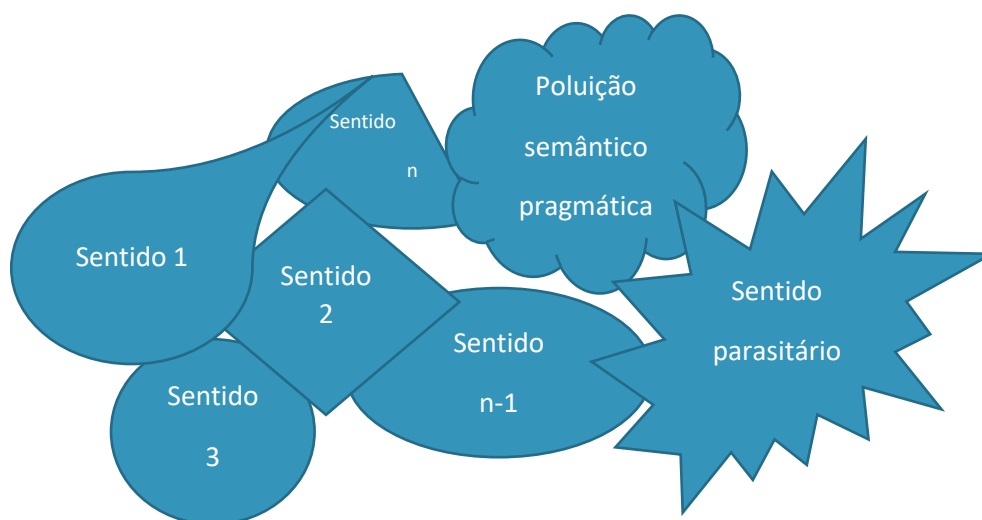 Poluição
semântico
pragmática
Sentido
n
Sentido 1
Sentido
2
Sentido
parasitário
Sentido
n-1
Sentido
3